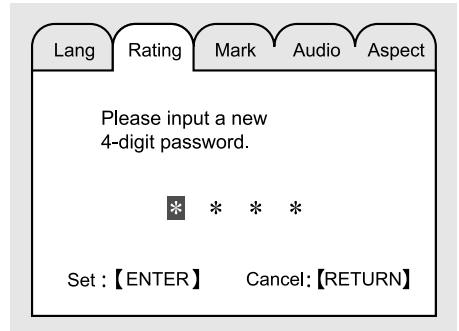 Lang Rating Mark Audio Aspect
Please input a new
4-digit password.
* * * *
Set :【ENTER】 Cancel:【RETURN】